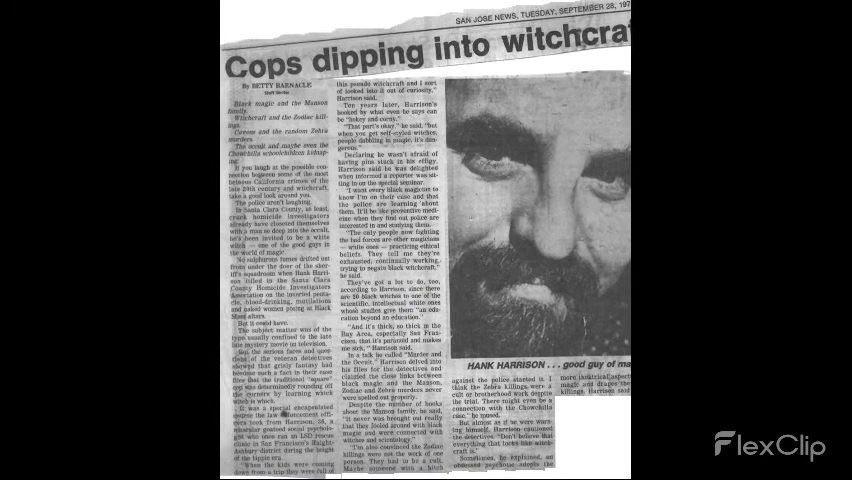 SAN JOSE NEWS, TUESDAY, SEPTEMBER 28, 197
Cops dipping into witchcraf
By BETTY BARNACLE
Staff Writer
Black magic and the Manson
family.
Witchcraft and the Zodiac kill-
ings.
Covens and the random Zebra
murders.
The occult and maybe even the
Chowchilla schoolchildren kidnap-
ing.
If you laugh at the possible con-
nection between some of the most
heinous California crimes of the
late 20th century and witchcraft,
take a good look around you.
The police aren't laughing.
In Santa Clara County, at least,
crack homicide investigators
already have closeted themselves
with a man so deep into the occult,
he's been invited to be a white
witch — one of the good guys in
the world of magic.
No sulphurous fumes drifted out
from under the door of the sher-
iff's squadroom when Hank Harri-
son filled in the Santa Clara
County Homicide Investigators
Association on the inverted penta-
cle, blood-drinking, mutilations
and naked women posing at Black
Mass altars.
But it could have.
The subject matter was of the
type usually confined to the late
late mystery movie on television.
But, the serious faces and ques-
tions of the veteran detectives
showed that grisly fantasy had
become such a fact in their case
files that the traditional "square"
cop was determinedly rounding off
the corners by learning which
witch is which.
It was a special encapsulated
course the law enforcement offi-
cers took from Harrison, 34, a
muscular goateed social psycholo-
gist who once ran an LSD rescue
clinic in San Francisco's Haight-
Ashbury district during the height
of the hippie era.
"When the kids were coming
down from a trip they were full of
this pseudo witchcraft and I sort
of looked into it out of curiosity,"
Harrison said.
Ten years later, Harrison's
hooked by what even he says can
be "hokey and corny."
"That part's okay," he said, "but
when you get self-styled witches,
people dabbling in magic, it's dan-
gerous."
Declaring he wasn't afraid of
having pins stuck in his effigy,
Harrison said he was delighted
when informed a reporter was sit-
ting in on the special seminar.
"I want every black magician to
know I'm on their case and that
the police are learning about
them. It'll be like preventive medi-
cine when they find out police are
interested in and studying them.
"The only people now fighting
the bad forces are other magicians
— white ones — practicing ethical
beliefs. They tell me they're
exhausted, continually working,
trying to negate black witchcraft,"
he said.
They've got a lot to do, too,
according to Harrison, since there
are 50 black witches to one of the
scientific, intellectual white ones
whose studies give them "an edu-
cation beyond an education."
"And it's thick, so thick in the
Bay Area, especially San Fran-
cisco, that it's paranoid and makes
me sick," Harrison said.
In a talk he called "Murder and
the Occult," Harrison delved into
his files for the detectives and
claimed the close links between
black magic and the Manson,
Zodiac and Zebra murders never
were spelled out properly.
Despite the number of books
about the Manson family, he said,
"it never was brought out really
that they fooled around with black
magic and were connected with
witches and scientology."
"I'm also convinced the Zodiac
killings were not the work of one
person. They had to be a cult.
Maybe someone with a bitch
HANK HARRISON . . . good guy of ma
against the police started it. I
think the Zebra killings, were a
cult or brotherhood work despite
the trial. There might even be a
connection with the Chowchilla
case," he mused.
But almost as if he were warn-
ing himself, Harrison cautioned
the detectives: "Don't believe that
everything that looks like witch-
craft is."
Sometimes, he explained, an
obsessed psychotic adopts the
magic and drapes the
killings, Harrison said
FlexClip